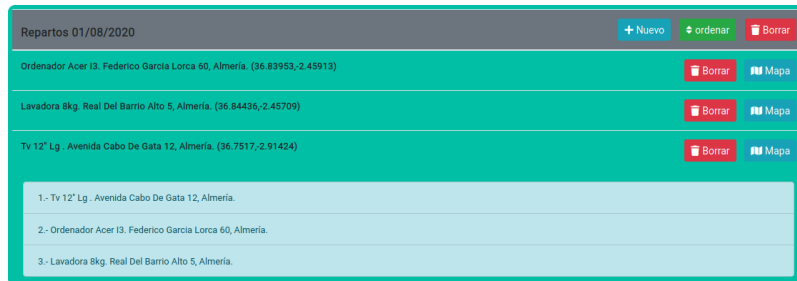 Repartos 01/08/2020
+ Nuevo
ordenar
Borrar
Ordenador Acer I3. Federico Garcia Lorca 60, Almería. (36.83953,-2.45913)
Borrar
Mapa
Lavadora 8kg. Real Del Barrio Alto 5, Almería. (36.84436,-2.45709)
Borrar
Mapa
Tv 12" Lg . Avenida Cabo De Gata 12, Almería. (36.7517,-2.91424)
Borrar
Mapa
1.- Tv 12" Lg . Avenida Cabo De Gata 12, Almería.
2.- Ordenador Acer I3. Federico Garcia Lorca 60, Almería.
3.- Lavadora 8kg. Real Del Barrio Alto 5, Almería.